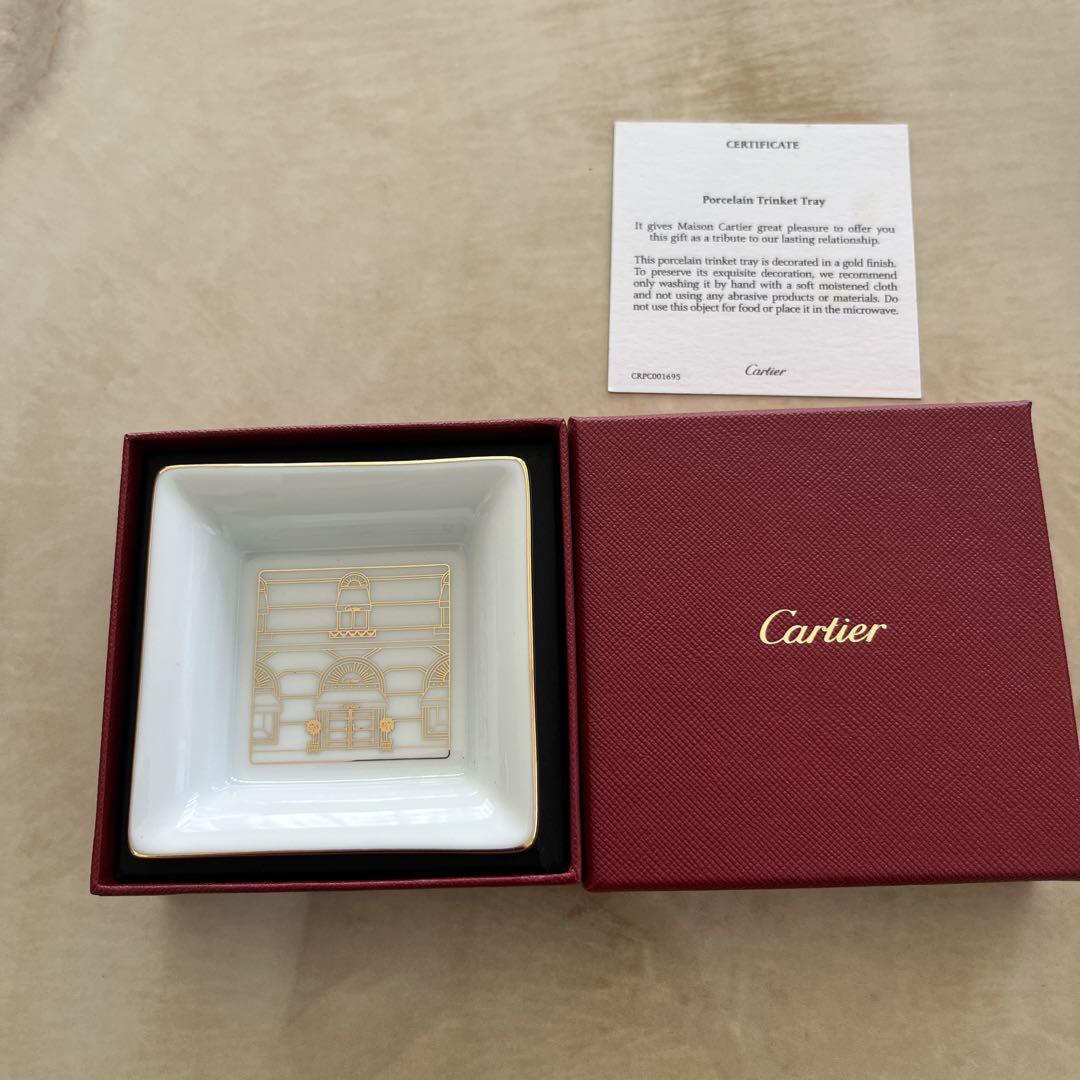 CERTIFICATE
Porcelain Trinket Tray
It gives Maison Cartier great pleasure to offer you
this gift as a tribute to our lasting relationship.
This porcelain trinket tray is decorated in a gold finish.
To preserve its exquisite decoration, we recommend
only washing it by hand with a soft moistened cloth
and not using any abrasive products or materials. Do
not use this object for food or place it in the microwave.
CRPC001695
Cartier
Cartier